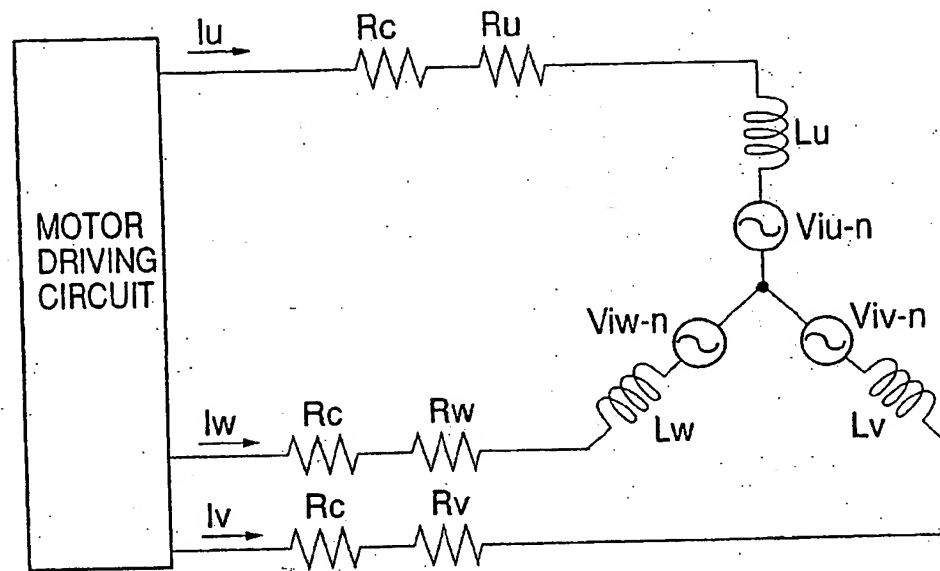 Iu
Rc
Ru
Lu
MOTOR
DRIVING
CIRCUIT
Viu-n
Viw-n
Viv-n
Iw
Rc
Rw
Lw
Lv
Iv
Rc
Rv